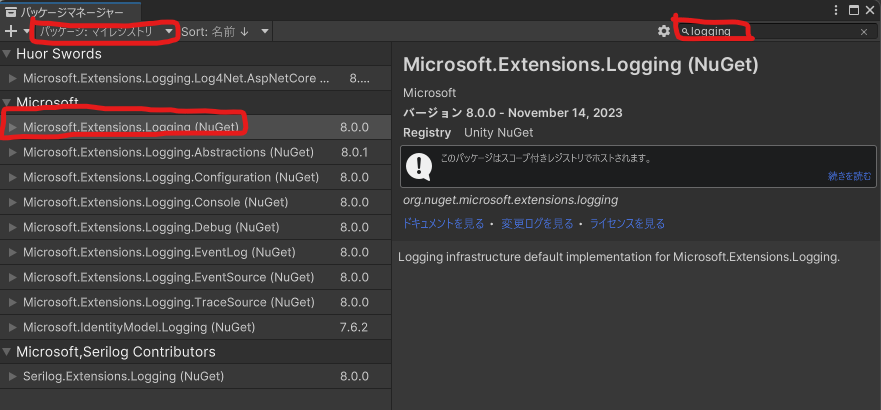 パッケージマネージャー
パッケージ: マイレジストリ
Sort: 名前 ↓
logging
Huor Swords
Microsoft.Extensions.Logging.Log4Net.AspNetCore ... 8....
Microsoft
Microsoft.Extensions.Logging (NuGet) 8.0.0
Microsoft.Extensions.Logging.Abstractions (NuGet) 8.0.1
Microsoft.Extensions.Logging.Configuration (NuGet) 8.0.0
Microsoft.Extensions.Logging.Console (NuGet) 8.0.0
Microsoft.Extensions.Logging.Debug (NuGet) 8.0.0
Microsoft.Extensions.Logging.EventLog (NuGet) 8.0.0
Microsoft.Extensions.Logging.EventSource (NuGet) 8.0.0
Microsoft.Extensions.Logging.TraceSource (NuGet) 8.0.0
Microsoft.IdentityModel.Logging (NuGet) 7.6.2
Microsoft,Serilog Contributors
Serilog.Extensions.Logging (NuGet) 8.0.0
Microsoft.Extensions.Logging (NuGet)
Microsoft
バージョン 8.0.0 - November 14, 2023
Registry Unity NuGet
このパッケージはスコープ付きレジストリでホストされます。
続きを読む
org.nuget.microsoft.extensions.logging
ドキュメントを見る • 変更ログを見る • ライセンスを見る
Logging infrastructure default implementation for Microsoft.Extensions.Logging.